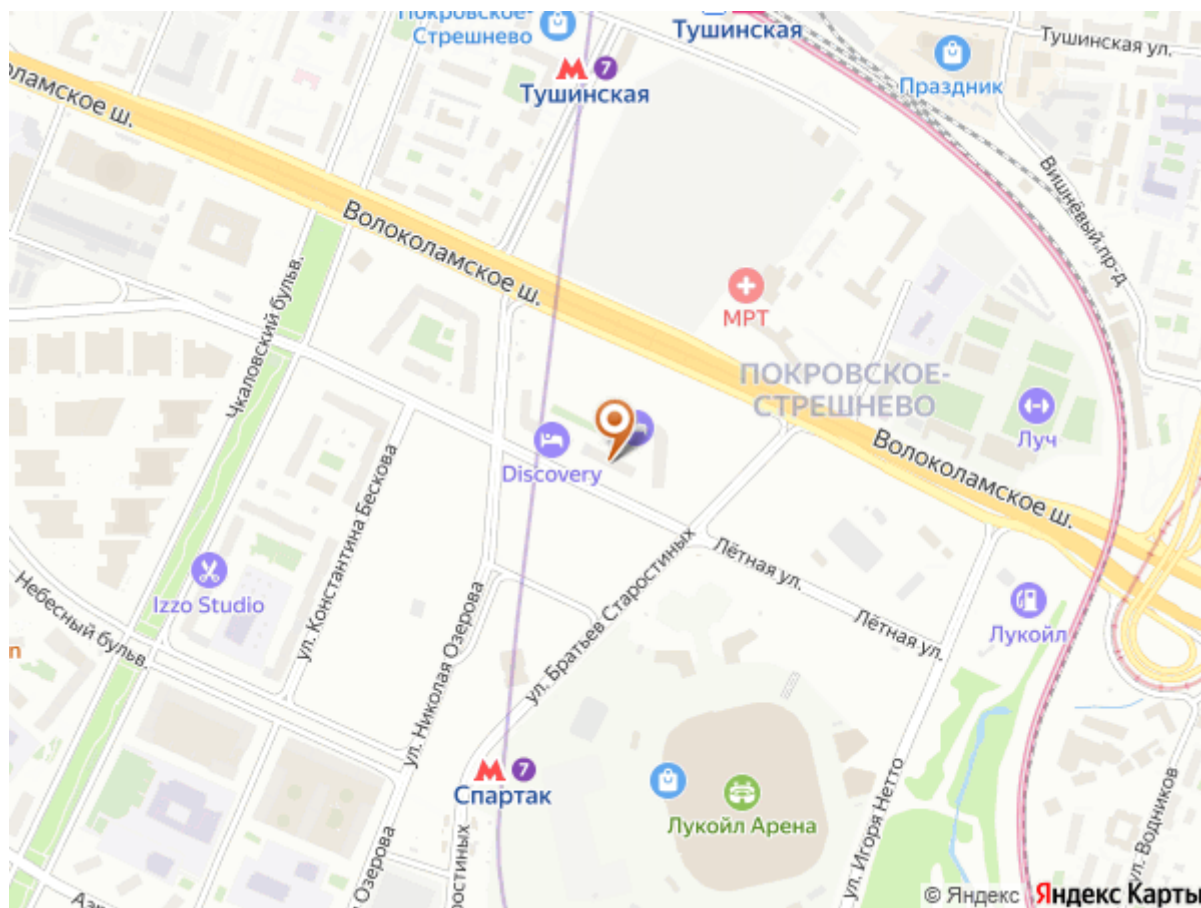 Покровское-
Стрешнево
Тушинская
Тушинская ул.
Праздник
7
Тушинская
Волоколамское ш.
Вишнёвый пр-д
Волоколамское ш.
Чкаловский бульв.
МРТ
ПОКРОВСКОЕ-
СТРЕШНЕВО
Луч
Волоколамское ш.
Discovery
ул. Константина Бескова
Лётная ул.
Izzo Studio
Небесный бульв.
ул. Николая Озерова
ул. Братьев Старостиных
Лётная ул.
Лукойл
7
Спартак
Лукойл Арена
ул. Игоря Нетто
ул. Водников
Озерова
© Яндекс Яндекс Карты